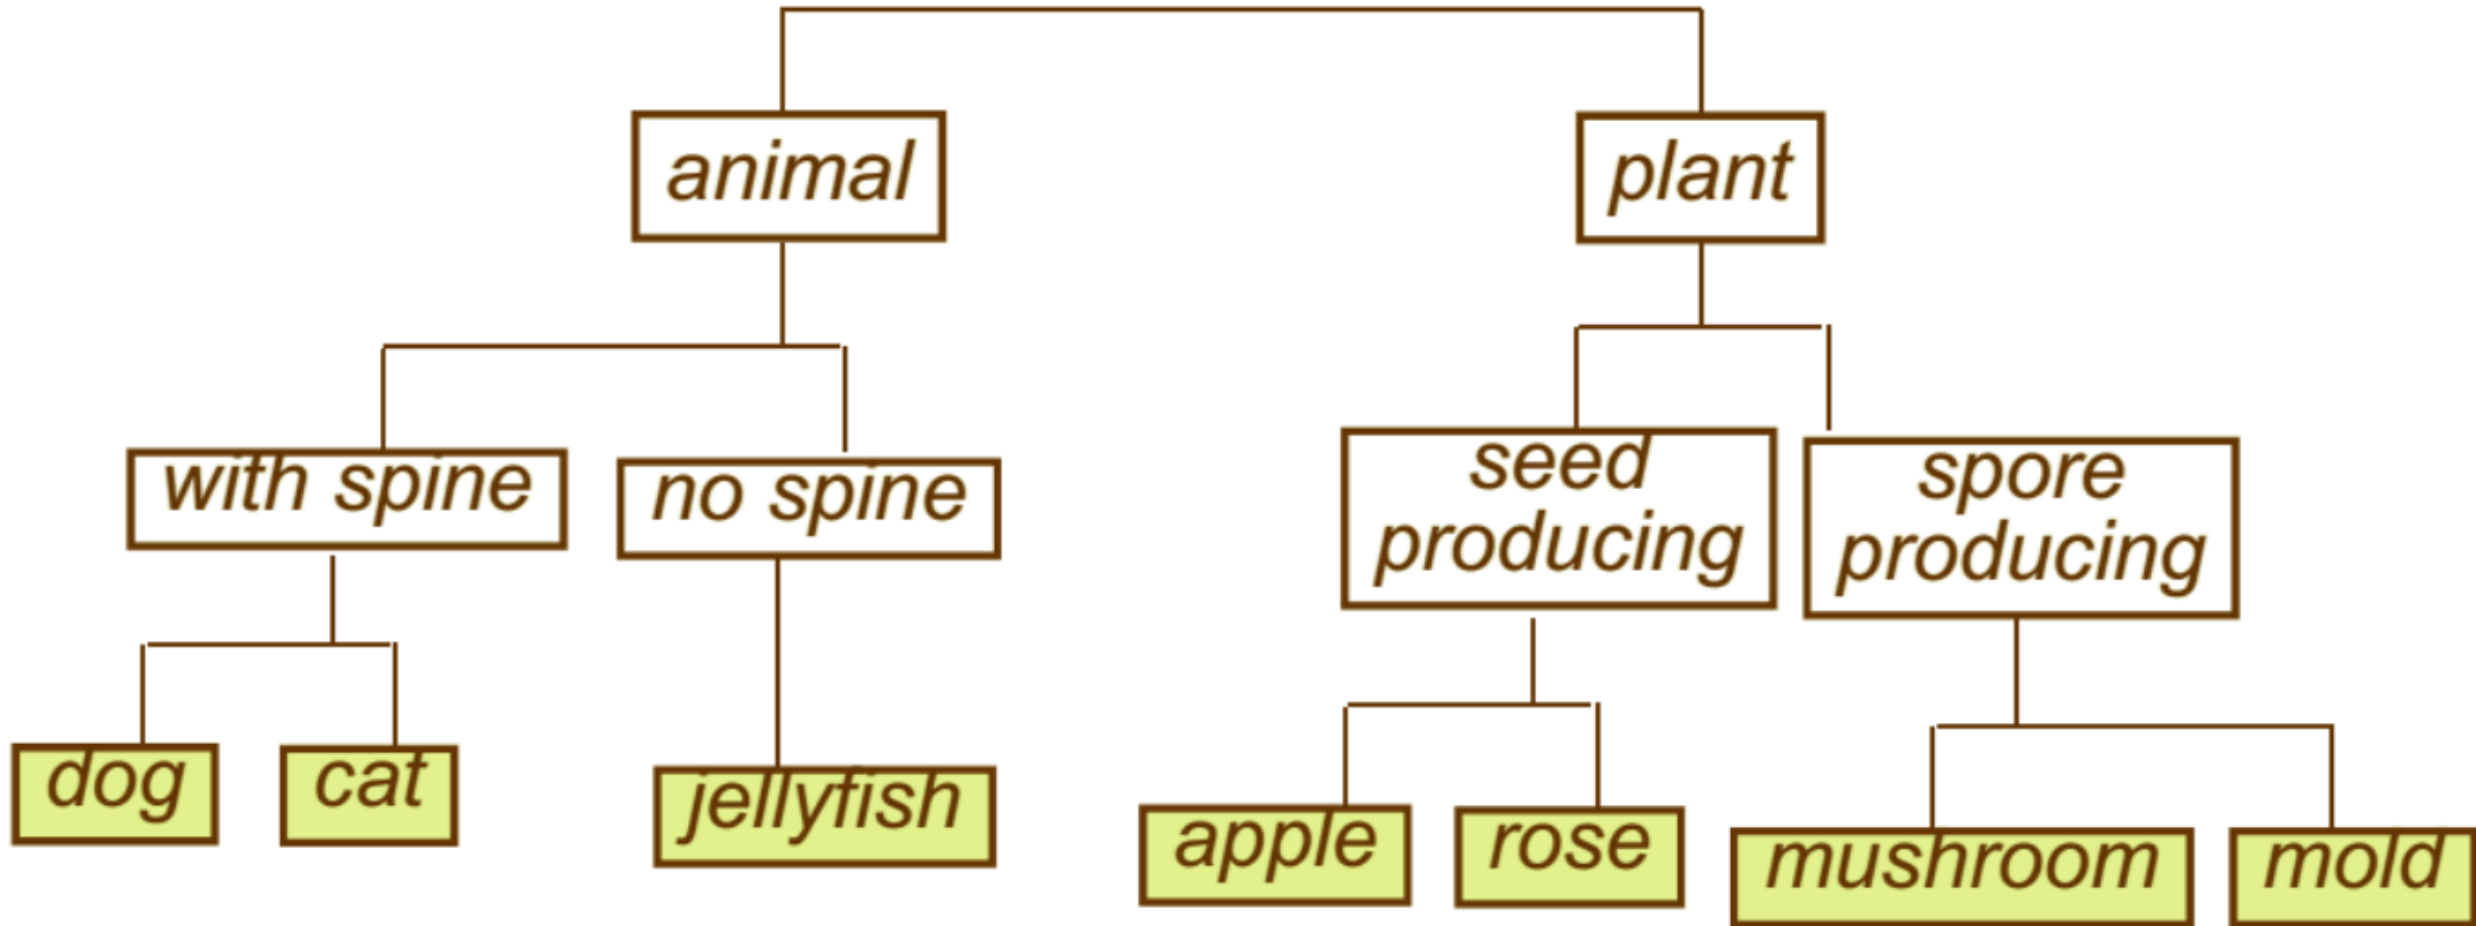 animal
plant
with spine
no spine
seed
producing
spore
producing
dog
cat
jellyfish
apple
rose
mushroom
mold